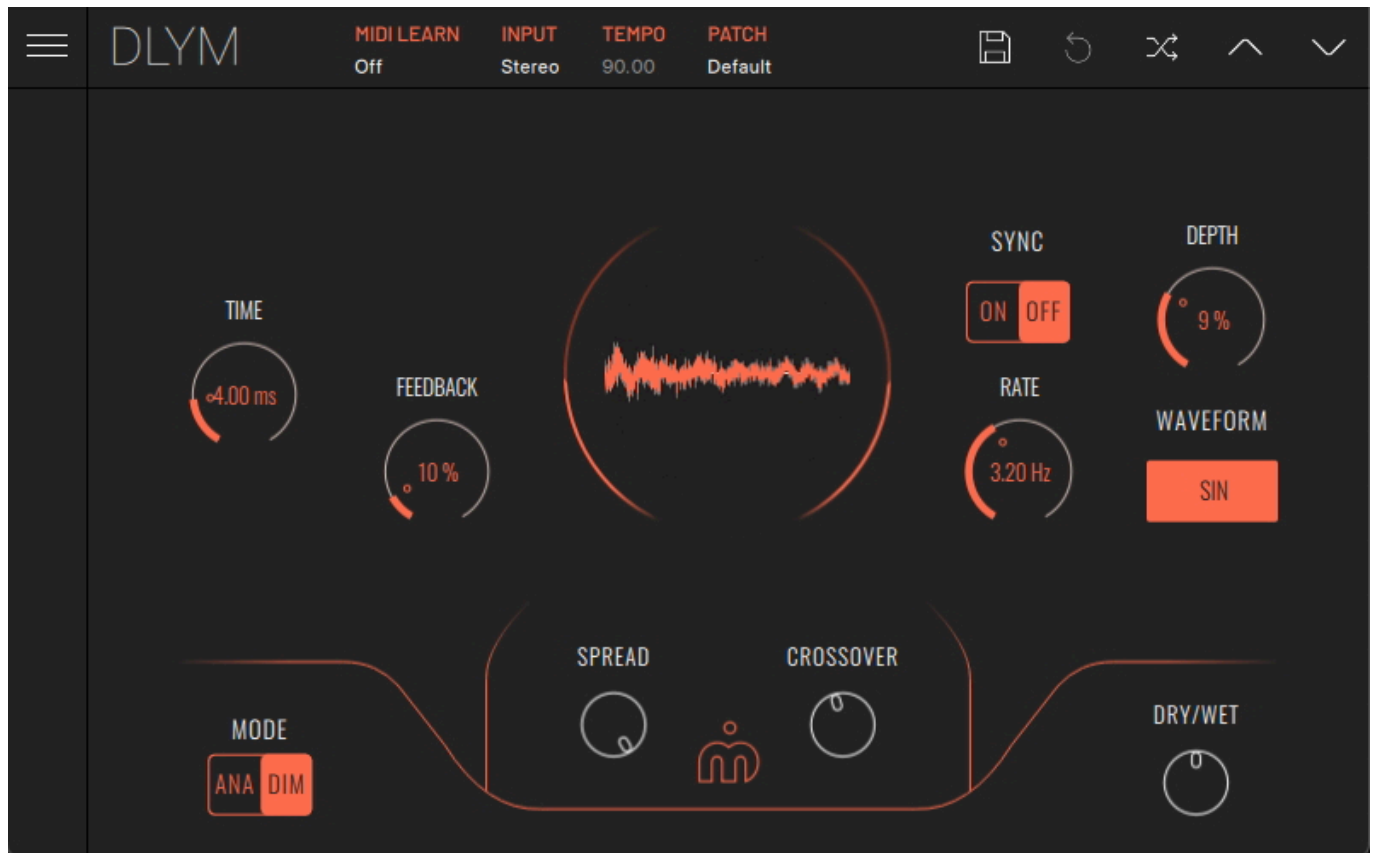 DLYM
MIDI LEARN INPUT TEMPO PATCH
Off Stereo 90.00 Default
SYNC
DEPTH
ON OFF
9 %
TIME
4.00 ms
FEEDBACK
10 %
RATE
3.20 Hz
WAVEFORM
SIN
SPREAD
CROSSOVER
MODE
ANA DIM
DRY/WET